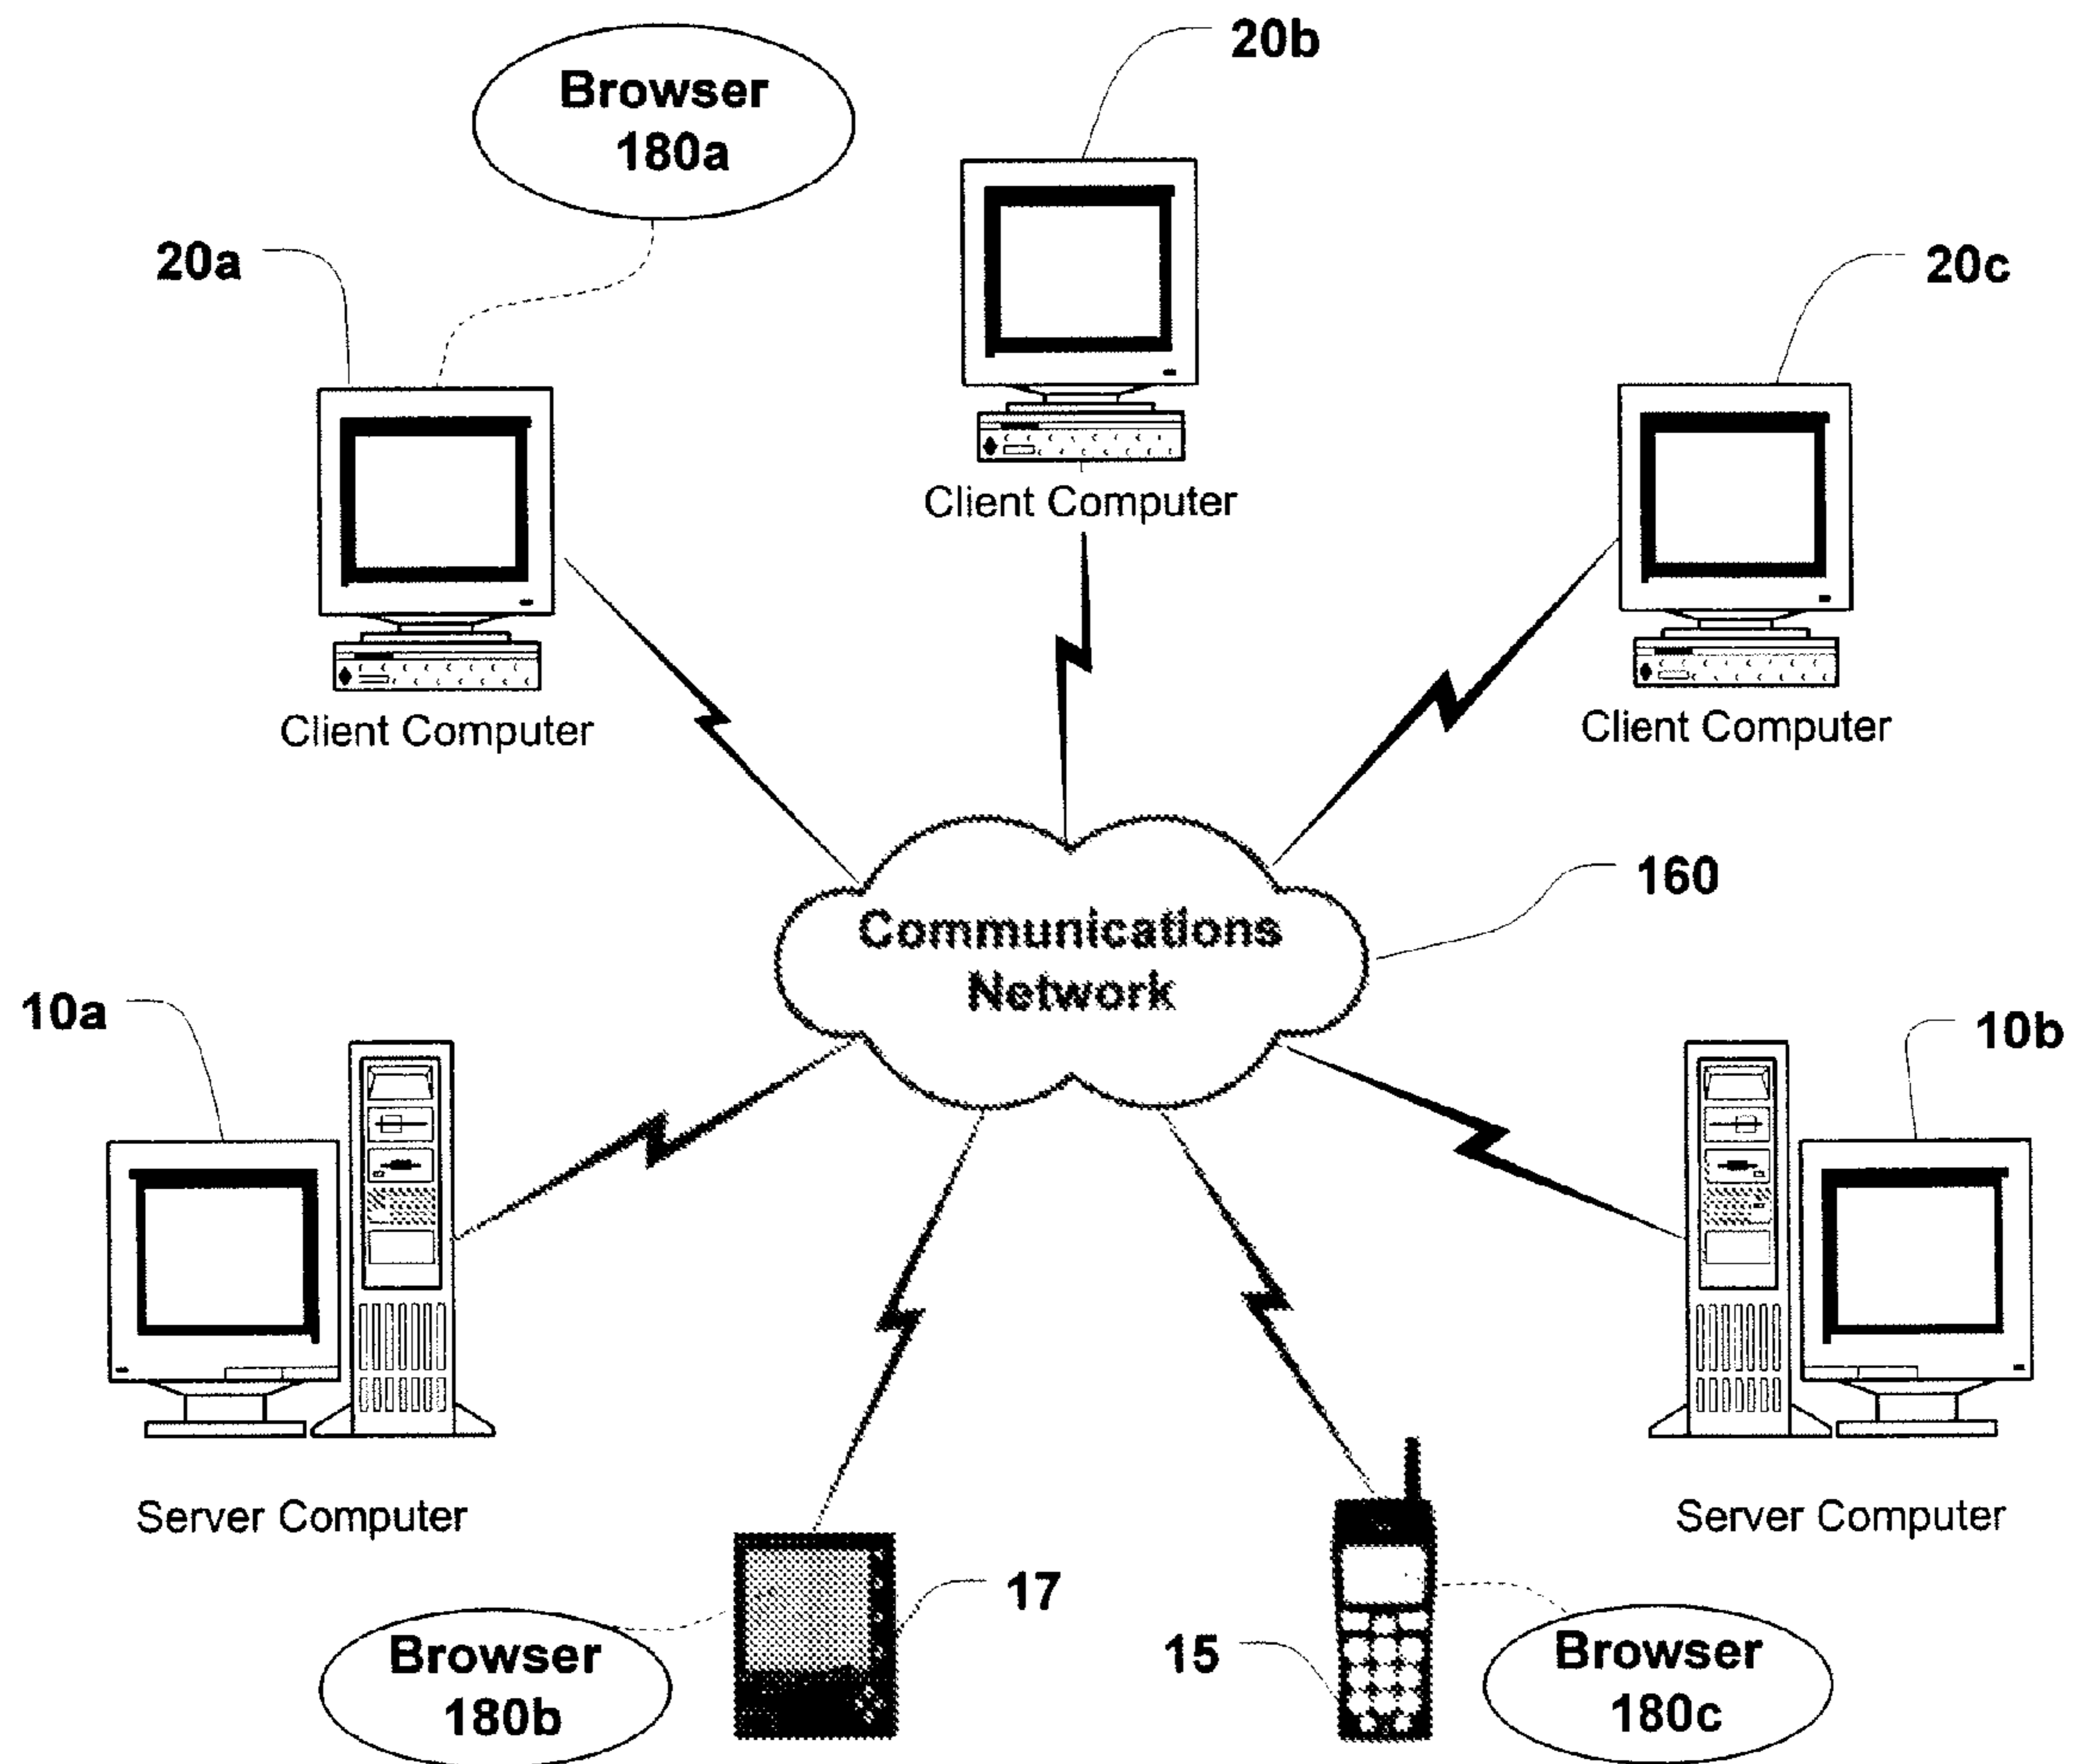 20b
Browser
180a
20a
20c
Client Computer
Client Computer
Client Computer
160
Communications
Network
10a
10b
Server Computer
Server Computer
17
15
Browser
180b
Browser
180c